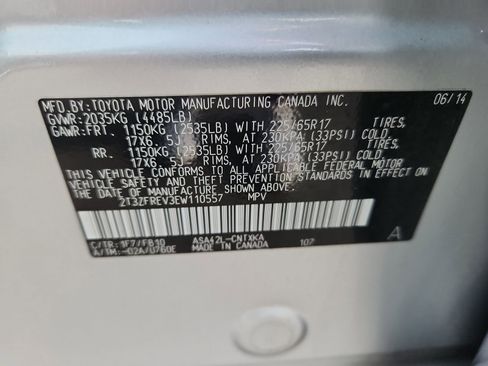 MFD.BY: TOYOTA MOTOR MANUFACTURING CANADA INC. 06/14
GVWR: 2035KG (4485LB)
GAWR: FRT. 1150KG (2535LB) WITH 225/65R17 TIRES,
17X6.5J RIMS, AT 230KPA (33PSI) COLD.
RR. 1150KG (2535LB) WITH 225/65R17 TIRES,
17X6.5J RIMS, AT 230KPA (33PSI) COLD.
THIS VEHICLE CONFORMS TO ALL APPLICABLE FEDERAL MOTOR
VEHICLE SAFETY AND THEFT PREVENTION STANDARDS IN EFFECT ON
THE DATE OF MANUFACTURE SHOWN ABOVE.
2T3ZFREV3EW110557 MPV
C/TR: 1F7/FB10 ASA42L-CNTXKA A
A/TM: -02A/U760E MADE IN CANADA 107